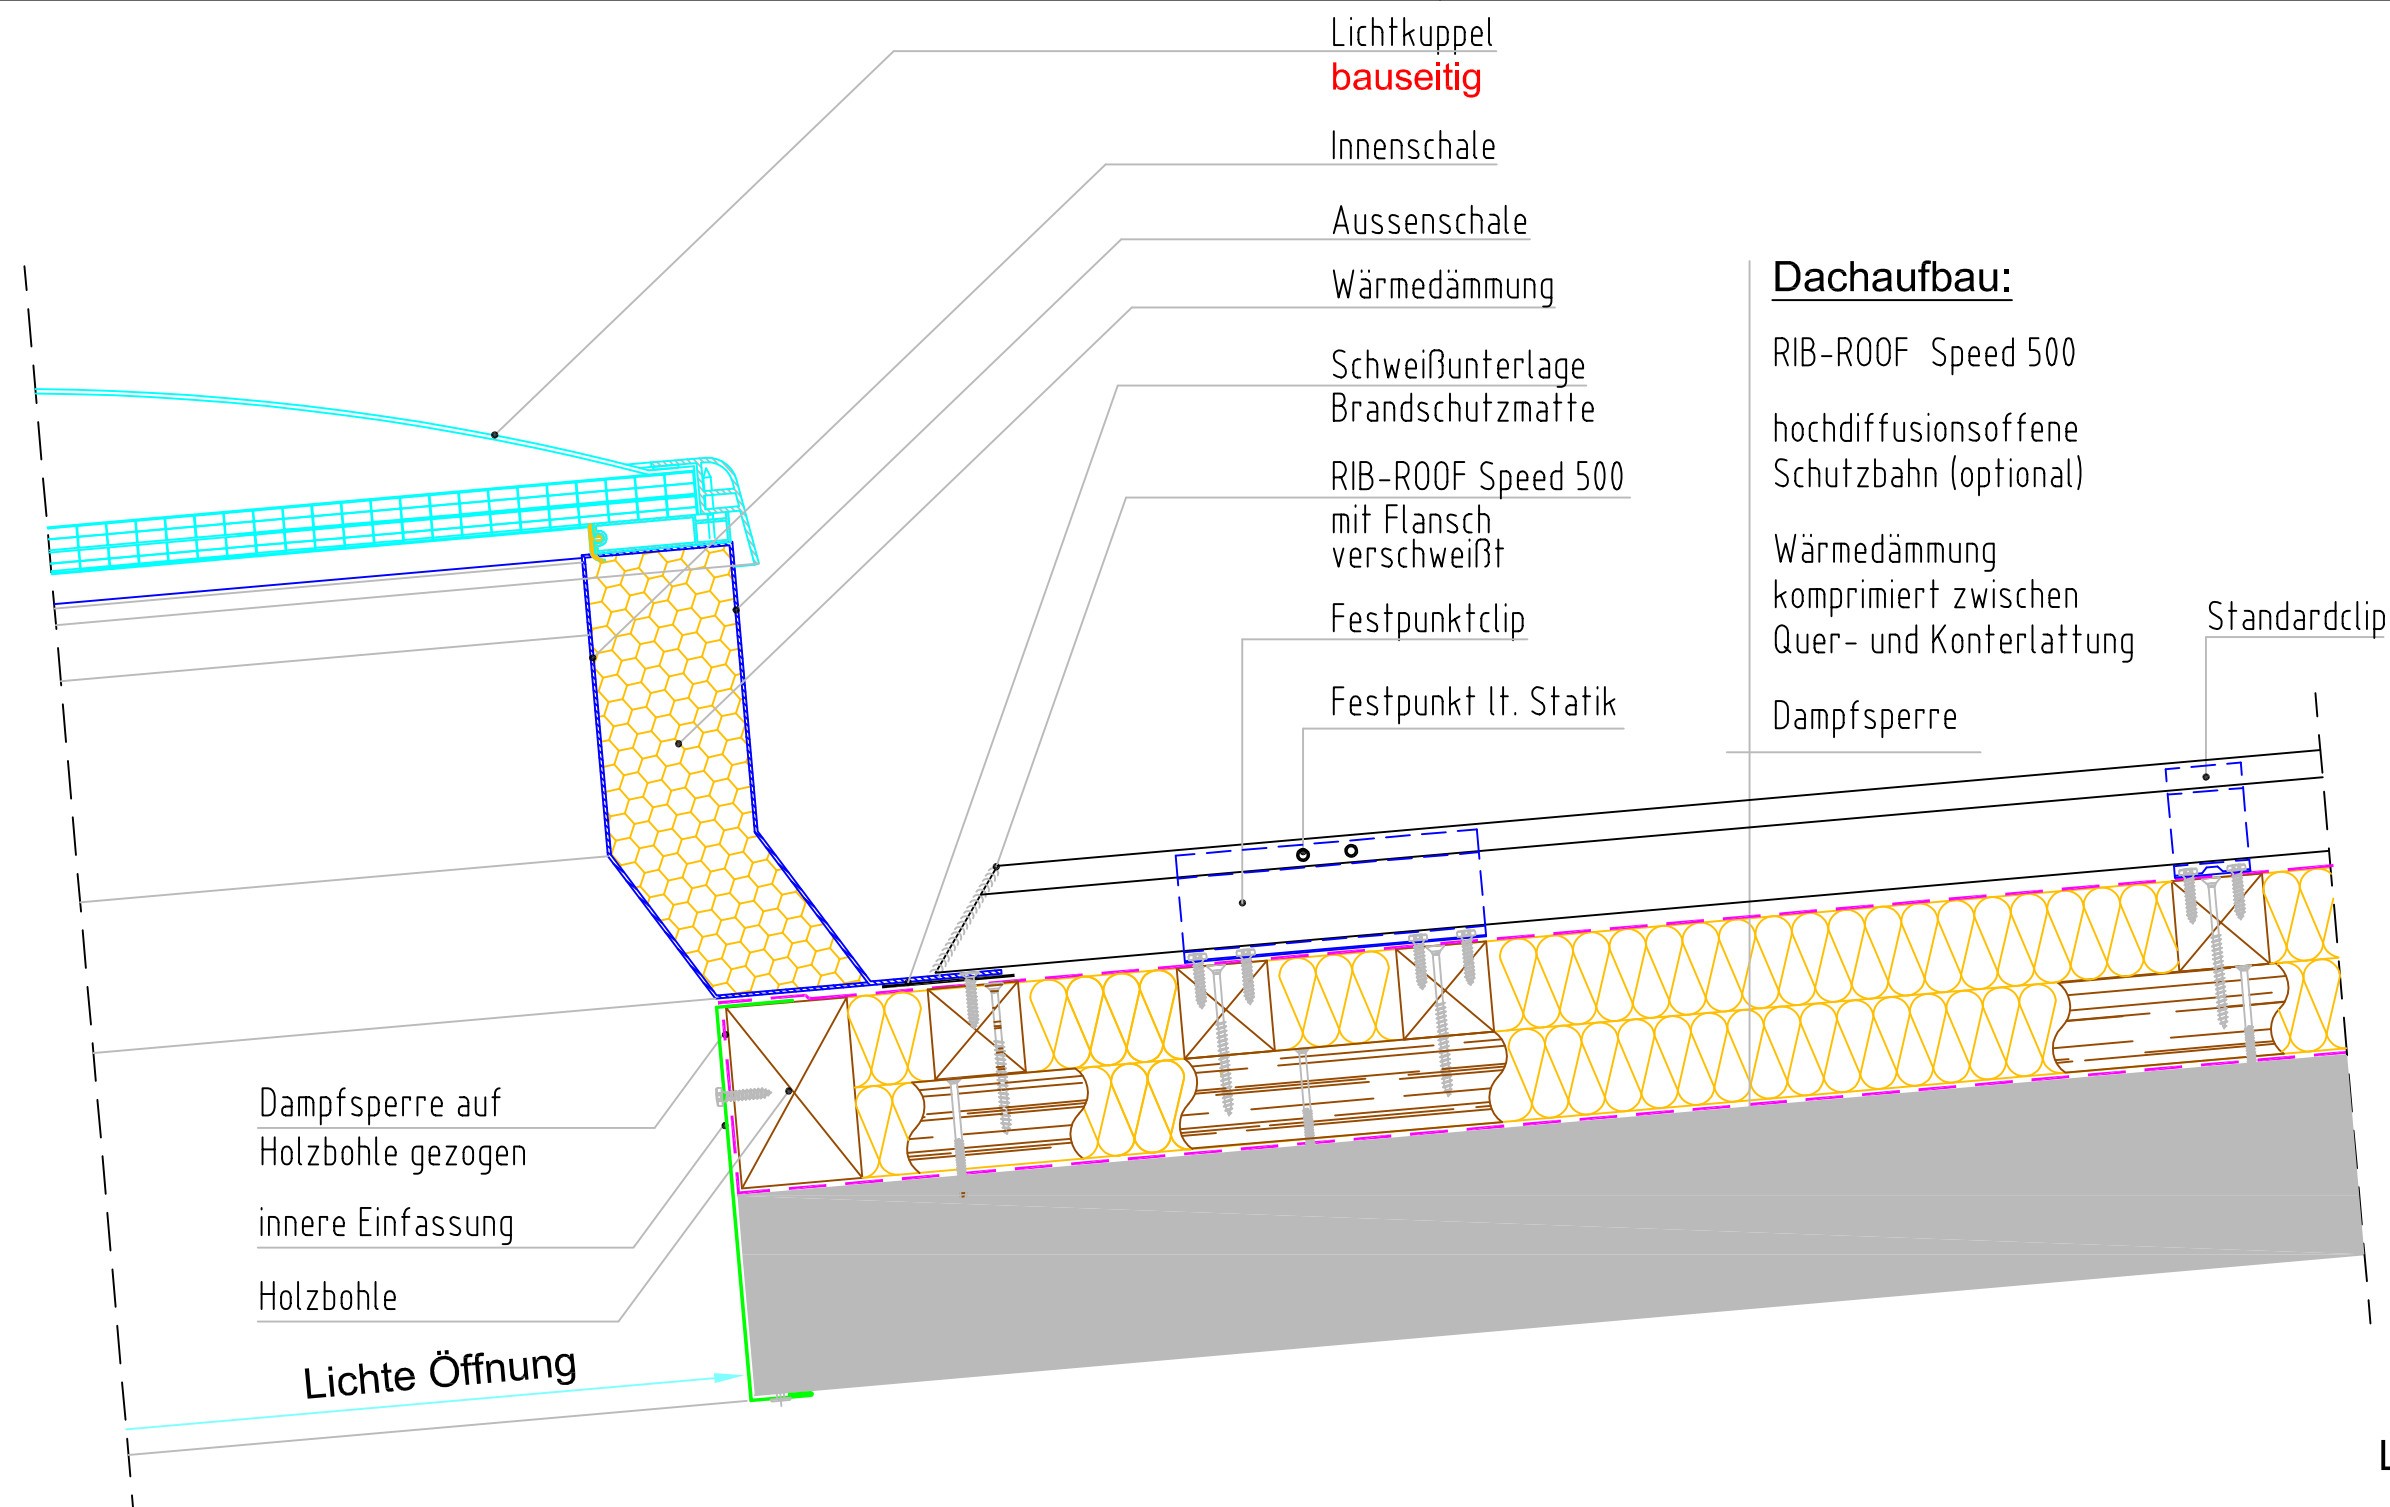 Lichtkuppel
bauseitig
Innenschale
Aussenschale
Wärmedämmung
Schweißunterlage
Brandschutzmatte
RIB-ROOF Speed 500
mit Flansch
verschweißt
Festpunktclip
Festpunkt lt. Statik
Dachaufbau:
RIB-ROOF Speed 500
hochdiffusionsoffene
Schutzbahn (optional)
Wärmedämmung
komprimiert zwischen
Quer- und Konterlattung
Dampfsperre
Standardclip
Dampfsperre auf
Holzbohle gezogen
innere Einfassung
Holzbohle
Lichte Öffnung
L